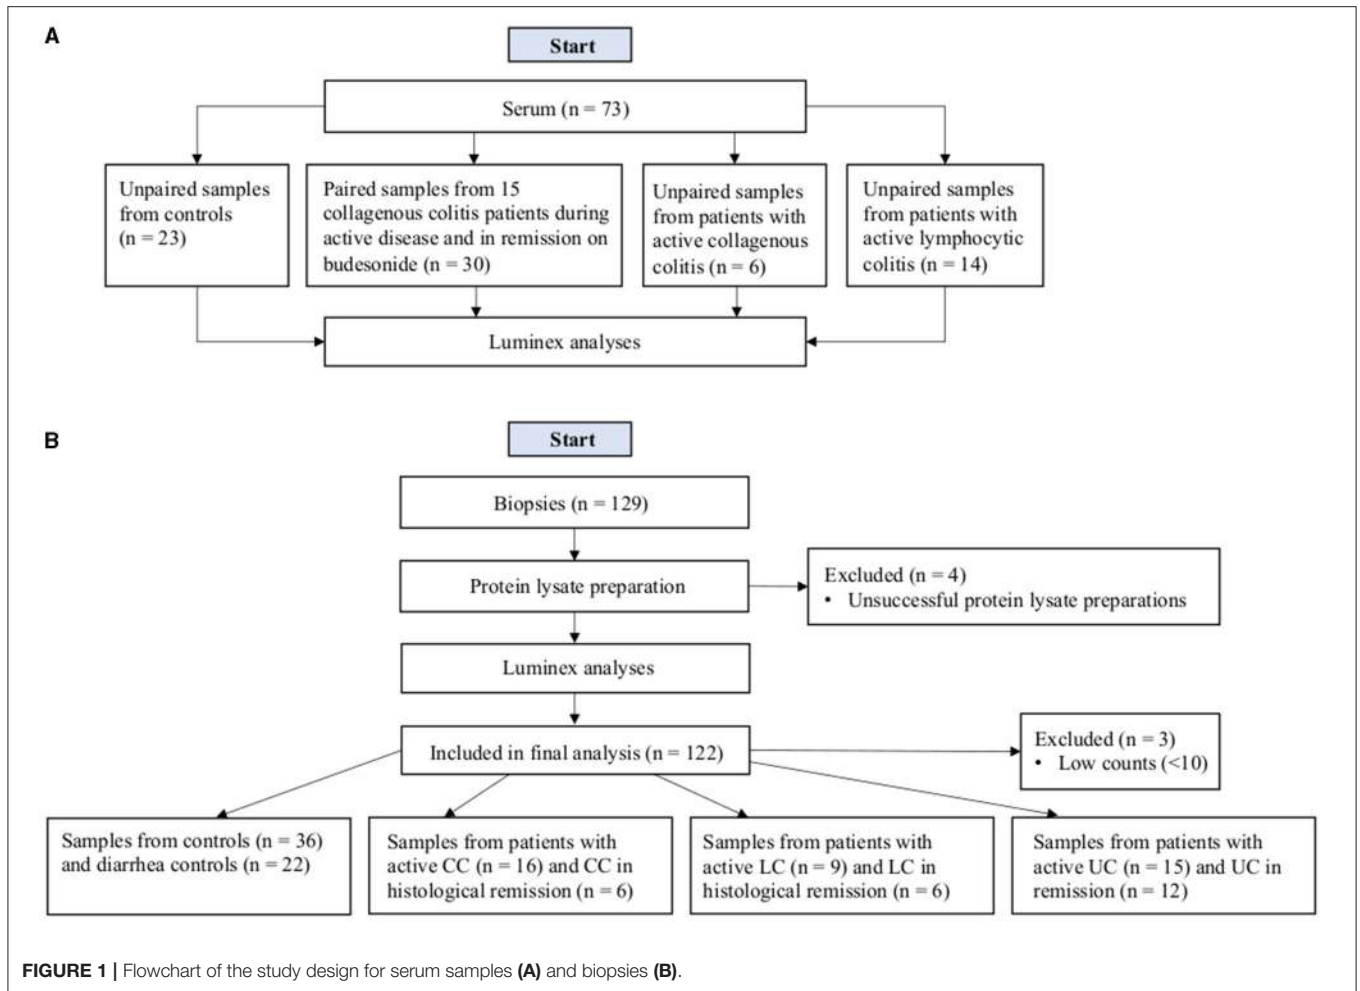 A
Start
Serum (n = 73)
Unpaired samples
from controls
(n = 23)
Paired samples from 15
collagenous colitis patients during
active disease and in remission on
budesonide (n = 30)
Unpaired samples
from patients with
active collagenous
colitis (n = 6)
Unpaired samples
from patients with
active lymphocytic
colitis (n = 14)
Luminex analyses
B
Start
Biopsies (n = 129)
Protein lysate preparation
Excluded (n = 4)
• Unsuccessful protein lysate preparations
Luminex analyses
Included in final analysis (n = 122)
Excluded (n = 3)
• Low counts (<10)
Samples from controls (n = 36)
and diarrhea controls (n = 22)
Samples from patients with
active CC (n = 16) and CC in
histological remission (n = 6)
Samples from patients with
active LC (n = 9) and LC in
histological remission (n = 6)
Samples from patients with
active UC (n = 15) and UC in
remission (n = 12)
FIGURE 1 | Flowchart of the study design for serum samples (A) and biopsies (B).